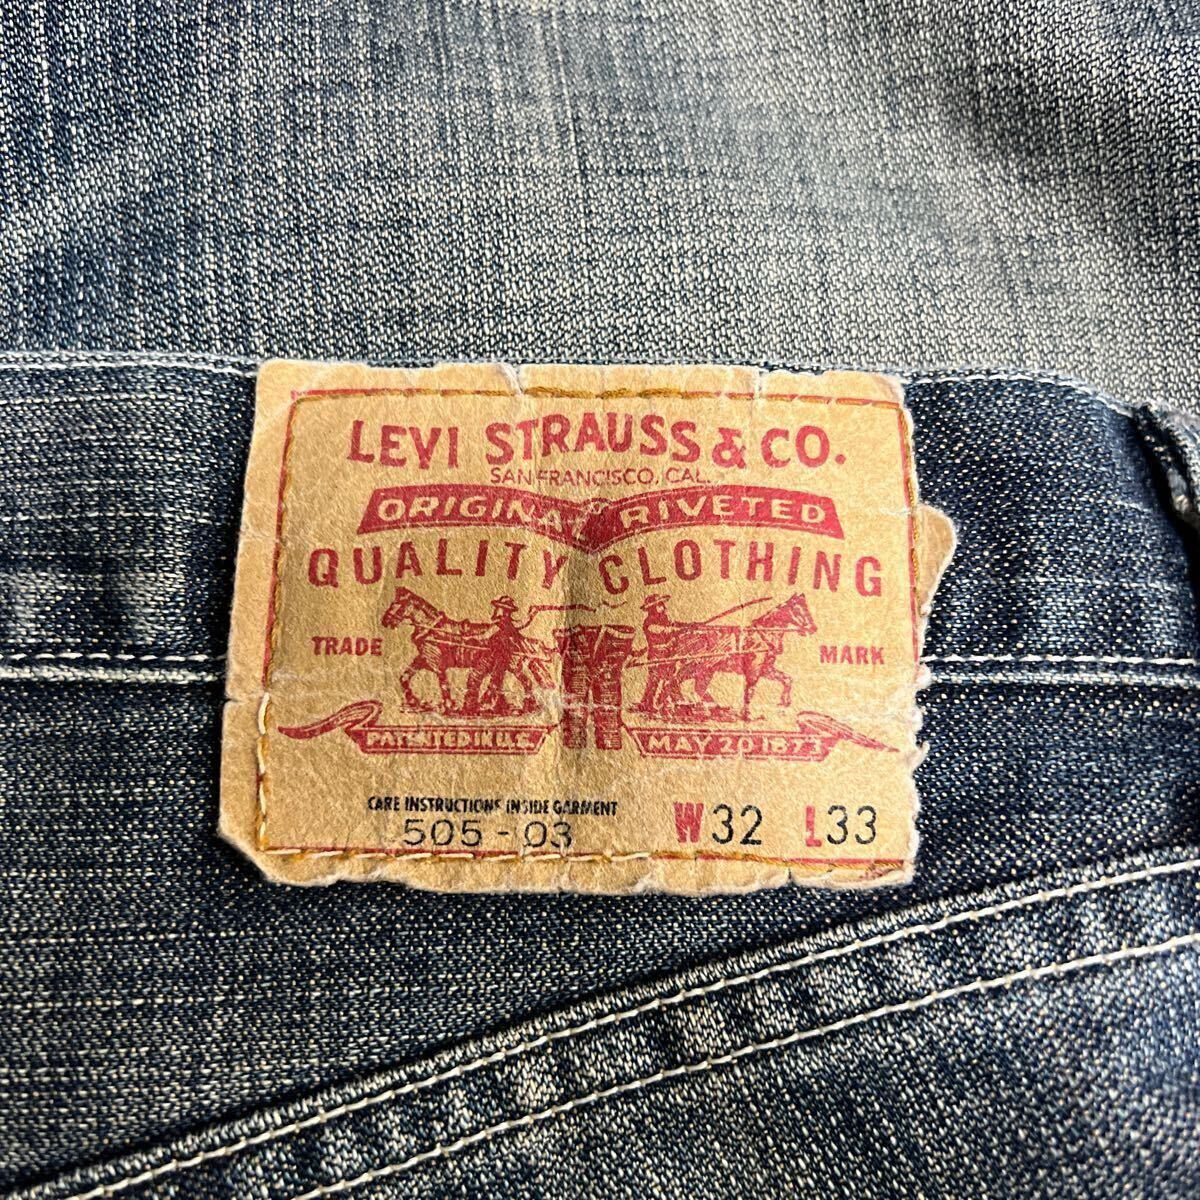 LEVI STRAUSS & CO.
SAN FRANCISCO, CAL.
ORIGINAL RIVETED
QUALITY CLOTHING
TRADE MARK
PATENTED IN U.S. MAY 20 1873
CARE INSTRUCTIONS INSIDE GARMENT
505 - 03 W32 L33